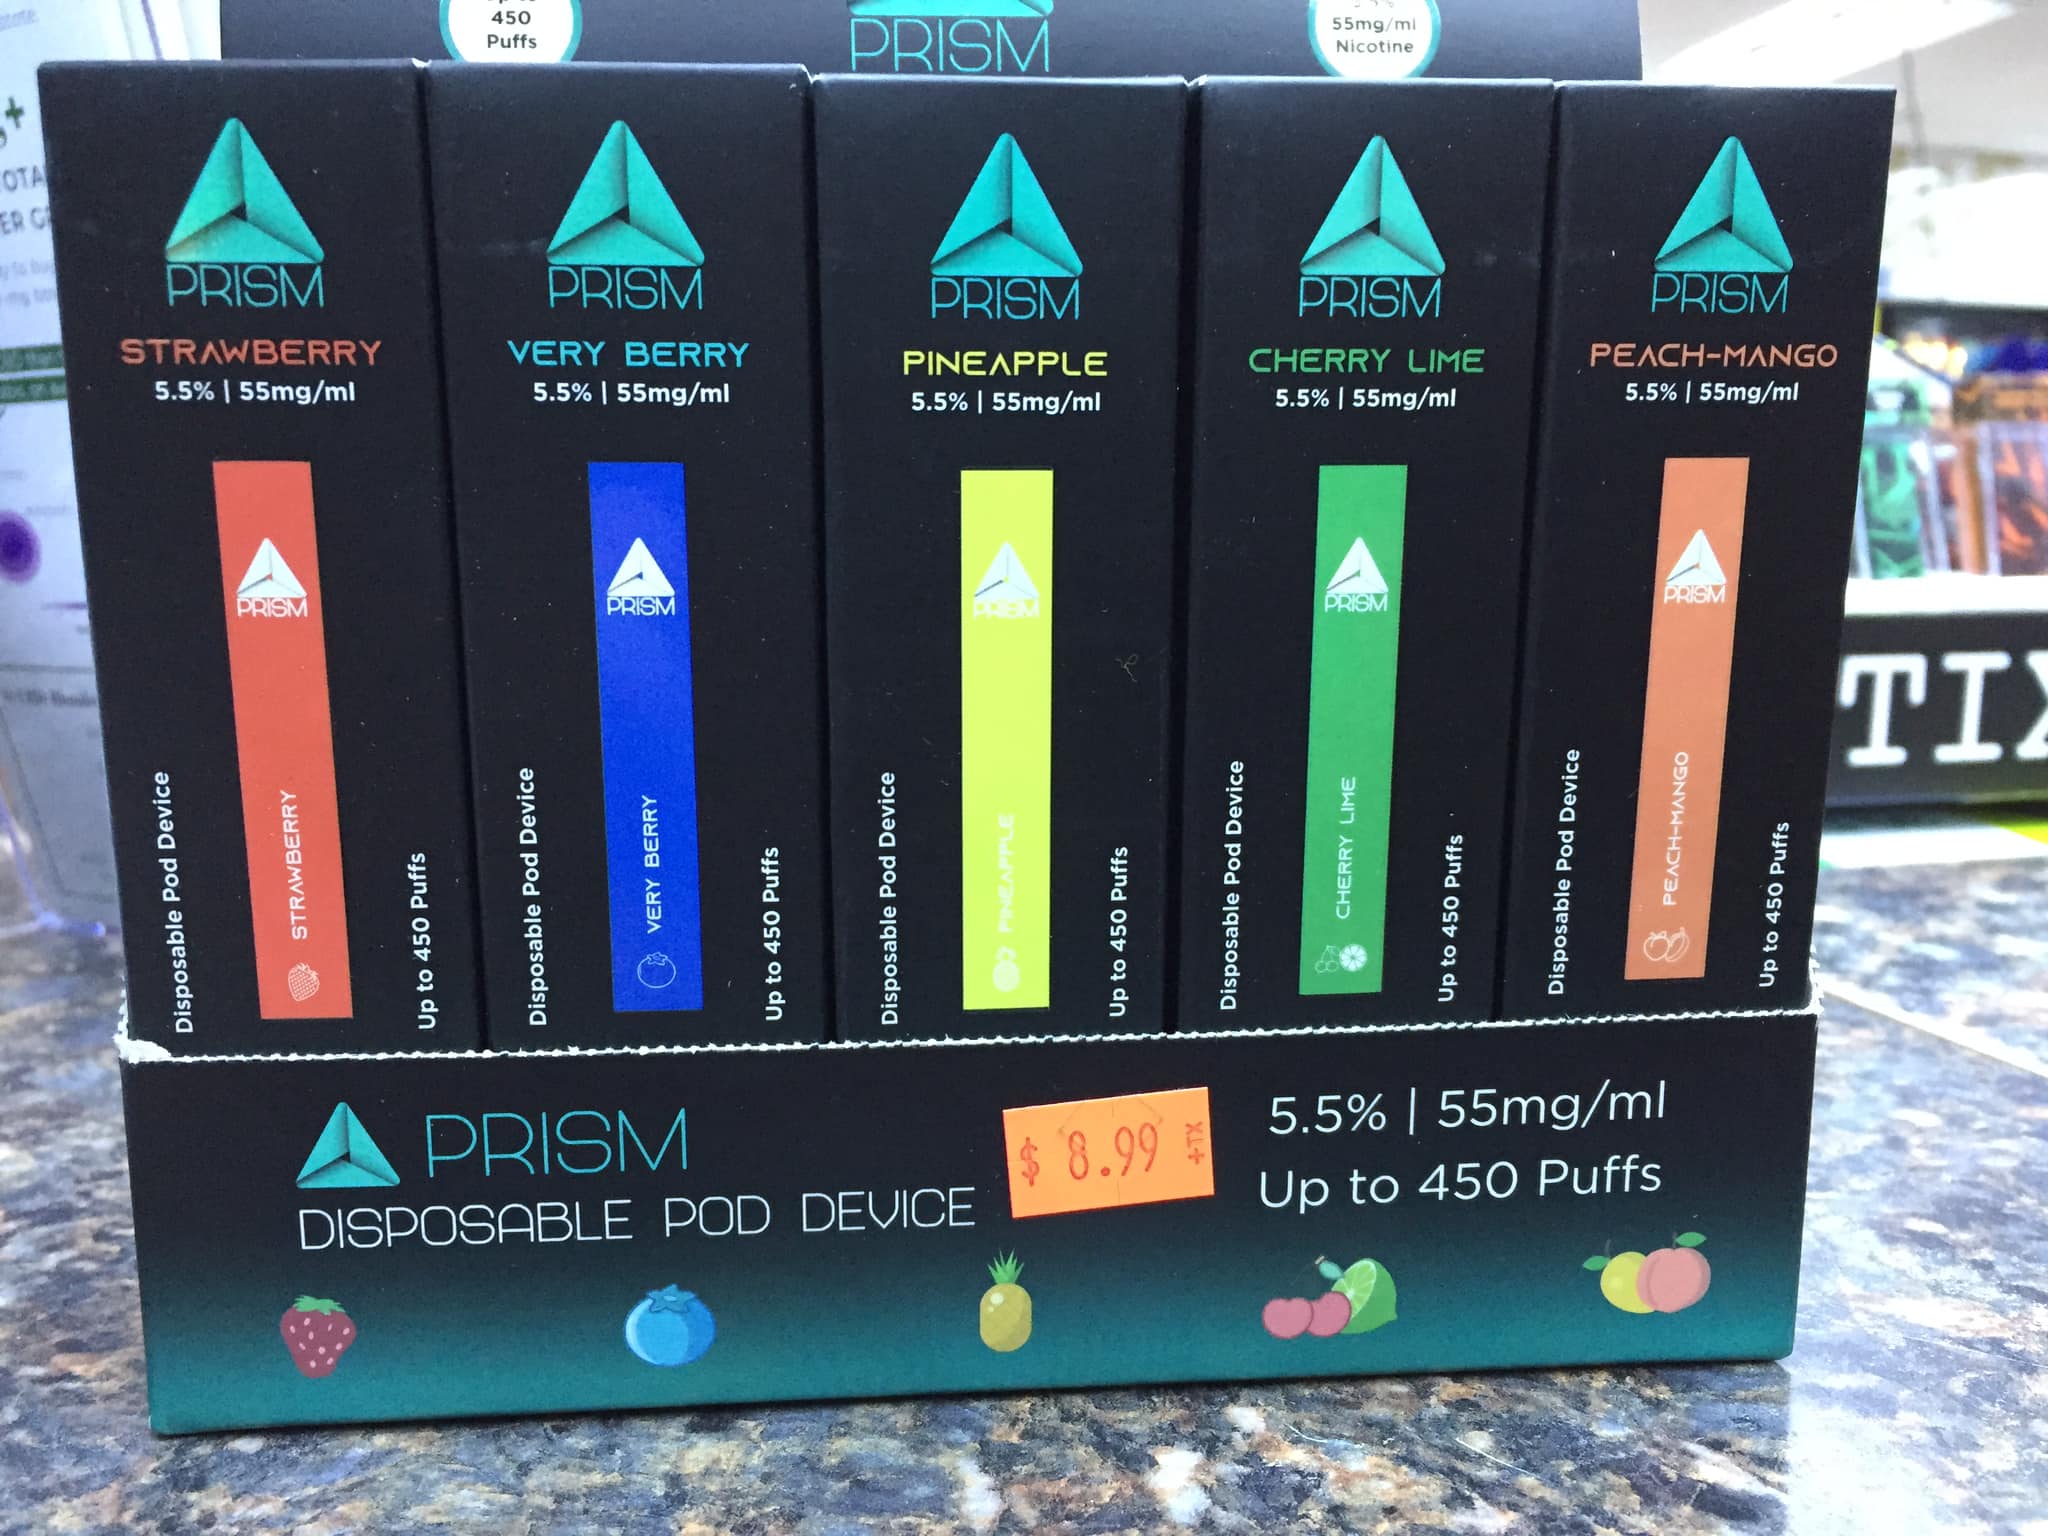 450
Puffs
PRISM
55mg/ml
Nicotine
PRISM
STRAWBERRY
5.5% | 55mg/ml
PRISM
STRAWBERRY
Disposable Pod Device
Up to 450 Puffs
PRISM
VERY BERRY
5.5% | 55mg/ml
PRISM
VERY BERRY
Disposable Pod Device
Up to 450 Puffs
PRISM
PINEAPPLE
5.5% | 55mg/ml
PRISM
PINEAPPLE
Disposable Pod Device
Up to 450 Puffs
PRISM
CHERRY LIME
5.5% | 55mg/ml
PRISM
CHERRY LIME
Disposable Pod Device
Up to 450 Puffs
PRISM
PEACH-MANGO
5.5% | 55mg/ml
PRISM
PEACH-MANGO
Disposable Pod Device
Up to 450 Puffs
PRISM
DISPOSABLE POD DEVICE
$ 8.99 +TX
5.5% | 55mg/ml
Up to 450 Puffs